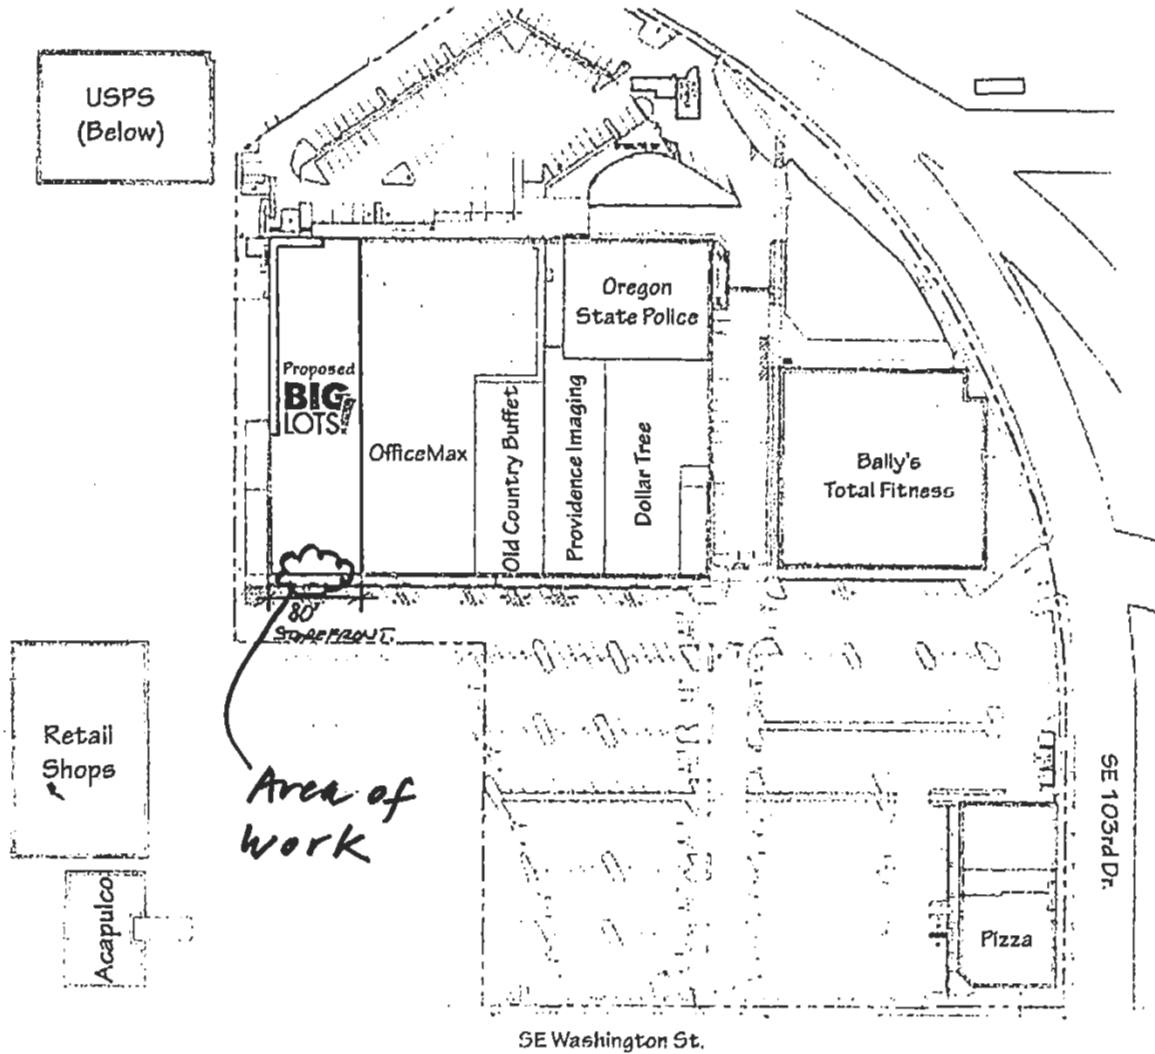 USPS
(Below)
Oregon
State Police
Proposed
BIG
LOTS!
OfficeMax
Old Country Buffet
Providence Imaging
Dollar Tree
Bally's
Total Fitness
80'
STOREFRONT.
Area of
Work
Retail
Shops
Acapulco
SE 103rd Dr.
Pizza
SE Washington St.